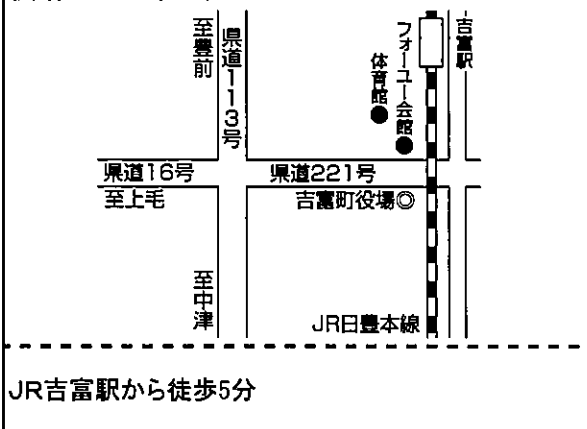 至豊前
県道113号
体育館
フォーユー会館
吉富駅
県道16号
県道221号
至上毛
吉富町役場
至中津
JR日豊本線
JR吉富駅から徒歩5分